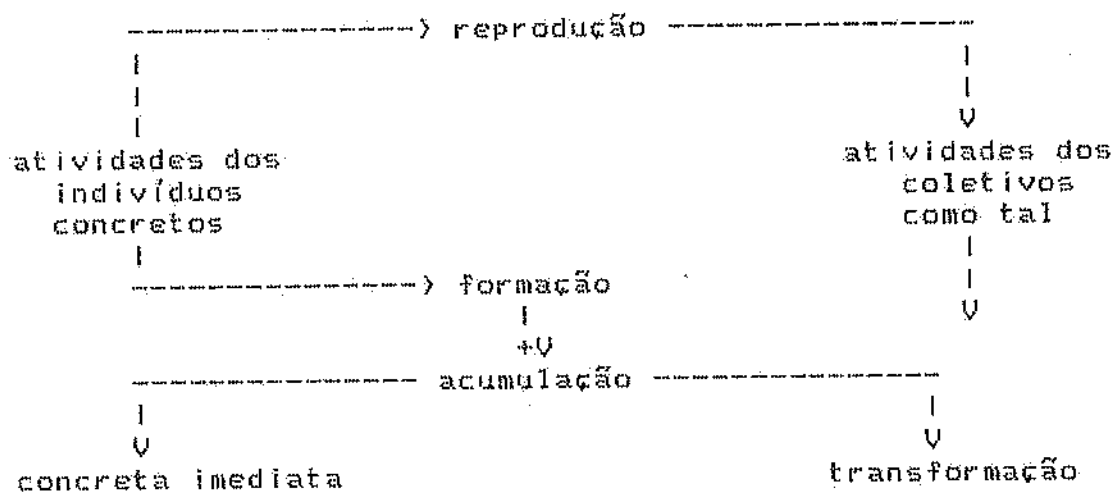 reprodução
atividades dos
indivíduos
concretos
atividades dos
coletivos
como tal
formação
+
acumulação
concreta imediata
transformação